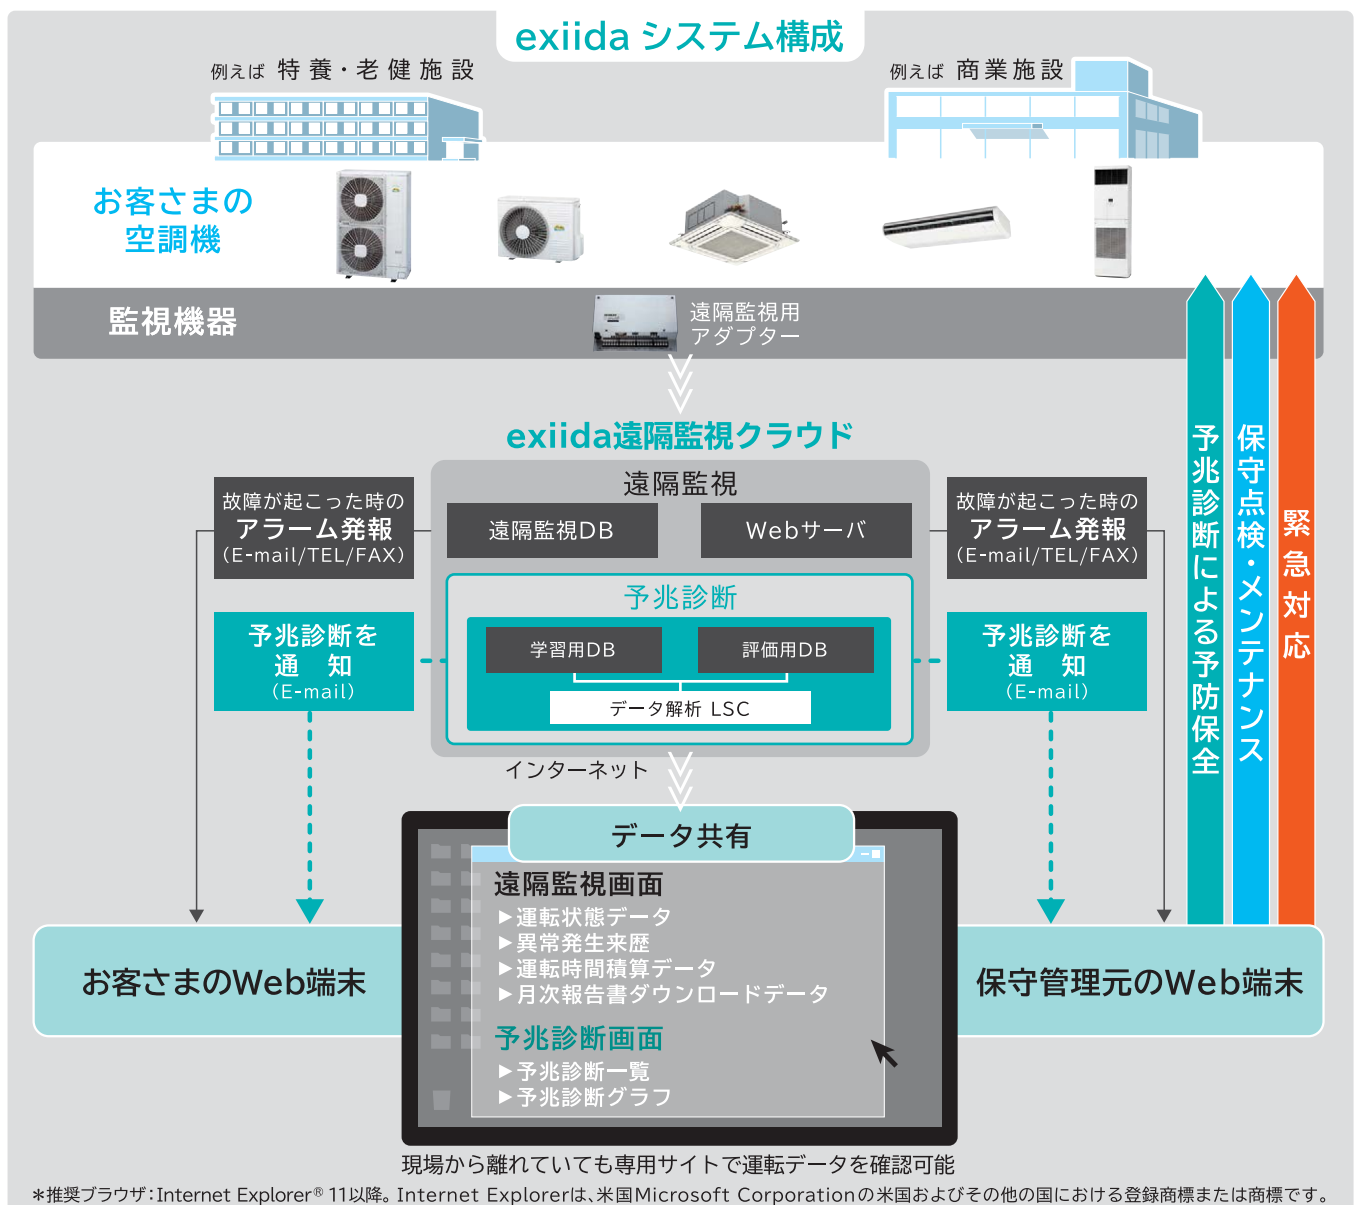 exiida システム構成
例えば 特養・老健施設
例えば 商業施設
お客さまの
空調機
監視機器
遠隔監視用
アダプター
exiida遠隔監視クラウド
遠隔監視
遠隔監視DB
Webサーバ
故障が起こった時の
アラーム発報
(E-mail/TEL/FAX)
故障が起こった時の
アラーム発報
(E-mail/TEL/FAX)
予兆診断
学習用DB
評価用DB
データ解析 LSC
予兆診断を
通 知
(E-mail)
予兆診断を
通 知
(E-mail)
予兆診断による予防保全
保守点検・メンテナンス
緊急対応
インターネット
データ共有
遠隔監視画面
▶運転状態データ
▶異常発生来歴
▶運転時間積算データ
▶月次報告書ダウンロードデータ
予兆診断画面
▶予兆診断一覧
▶予兆診断グラフ
お客さまのWeb端末
保守管理元のWeb端末
現場から離れていても専用サイトで運転データを確認可能
*推奨ブラウザ:Internet Explorer® 11以降。Internet Explorerは、米国Microsoft Corporationの米国およびその他の国における登録商標または商標です。